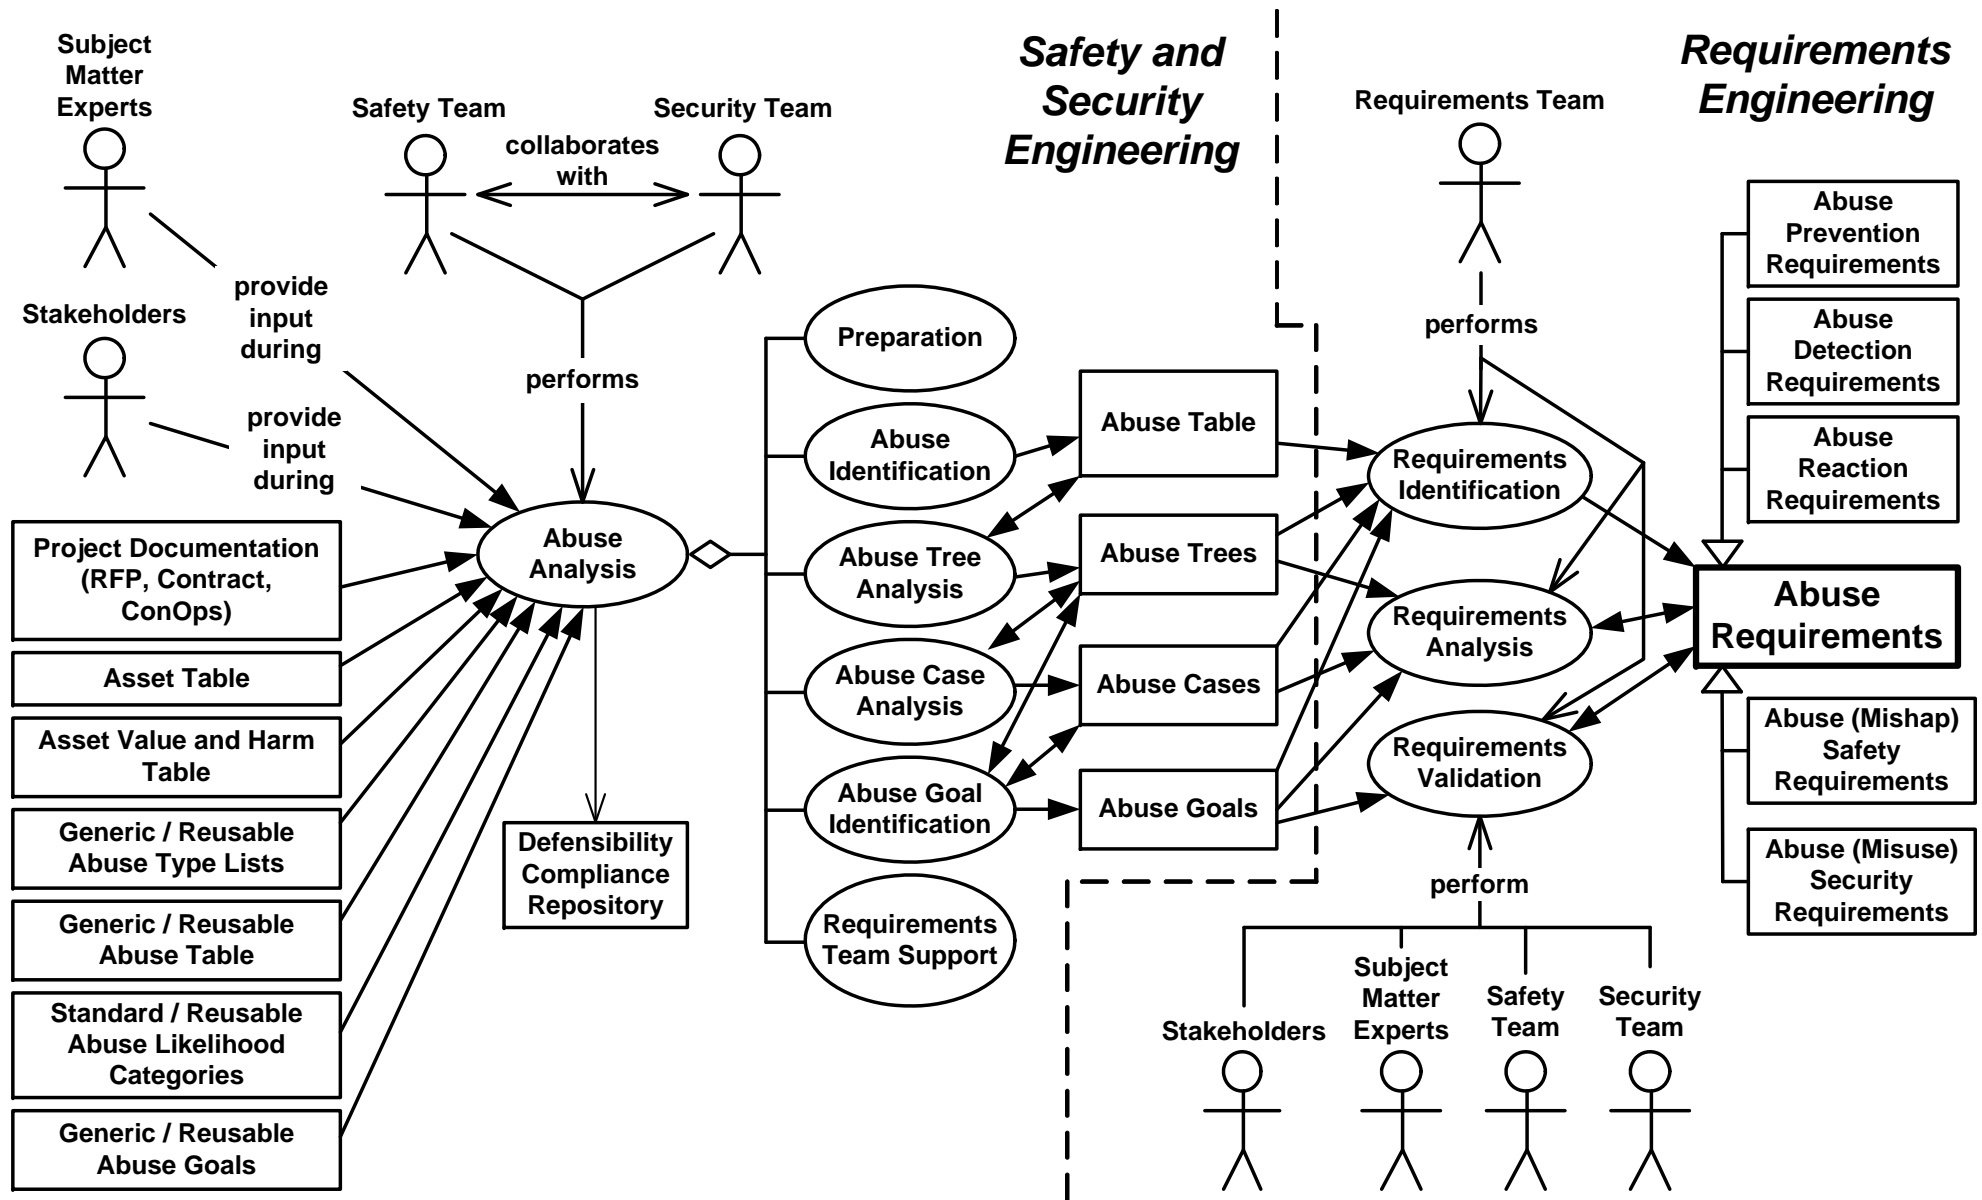 Subject
Matter
Experts
Safety Team
Security Team
collaborates
with
Safety and
Security
Engineering
Requirements Team
Requirements
Engineering
provide
input
during
Stakeholders
provide
input
during
performs
performs
Project Documentation
(RFP, Contract,
ConOps)
Asset Table
Asset Value and Harm
Table
Generic / Reusable
Abuse Type Lists
Generic / Reusable
Abuse Table
Standard / Reusable
Abuse Likelihood
Categories
Generic / Reusable
Abuse Goals
Abuse
Analysis
Defensibility
Compliance
Repository
Preparation
Abuse
Identification
Abuse Tree
Analysis
Abuse Case
Analysis
Abuse Goal
Identification
Requirements
Team Support
Abuse Table
Abuse Trees
Abuse Cases
Abuse Goals
Requirements
Identification
Requirements
Analysis
Requirements
Validation
perform
Stakeholders
Subject
Matter
Experts
Safety
Team
Security
Team
Abuse
Prevention
Requirements
Abuse
Detection
Requirements
Abuse
Reaction
Requirements
Abuse
Requirements
Abuse (Mishap)
Safety
Requirements
Abuse (Misuse)
Security
Requirements